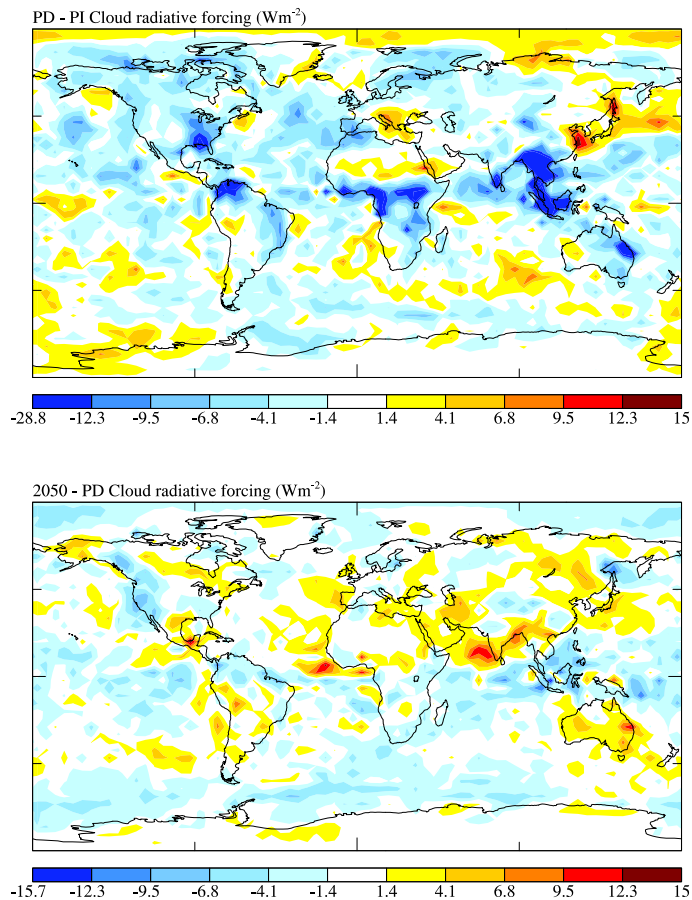 PD - PI Cloud radiative forcing (Wm-2)
-28.8 -12.3 -9.5 -6.8 -4.1 -1.4 1.4 4.1 6.8 9.5 12.3 15
2050 - PD Cloud radiative forcing (Wm-2)
-15.7 -12.3 -9.5 -6.8 -4.1 -1.4 1.4 4.1 6.8 9.5 12.3 15